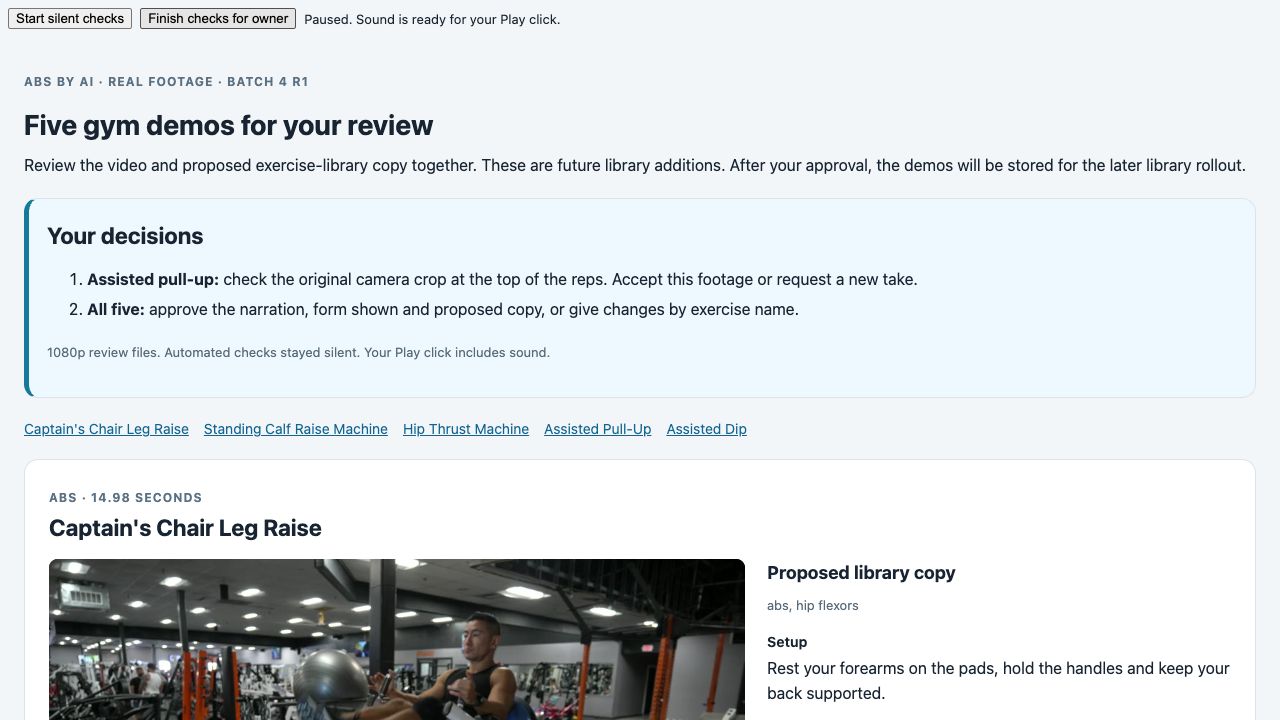 Start silent checks
Finish checks for owner
Paused. Sound is ready for your Play click.
ABS BY AI · REAL FOOTAGE · BATCH 4 R1
Five gym demos for your review
Review the video and proposed exercise-library copy together. These are future library additions. After your approval, the demos will be stored for the later library rollout.
Your decisions
1. Assisted pull-up: check the original camera crop at the top of the reps. Accept this footage or request a new take.
2. All five: approve the narration, form shown and proposed copy, or give changes by exercise name.
1080p review files. Automated checks stayed silent. Your Play click includes sound.
Captain's Chair Leg Raise
Standing Calf Raise Machine
Hip Thrust Machine
Assisted Pull-Up
Assisted Dip
ABS · 14.98 SECONDS
Captain's Chair Leg Raise
Proposed library copy
abs, hip flexors
Setup
Rest your forearms on the pads, hold the handles and keep your
back supported.